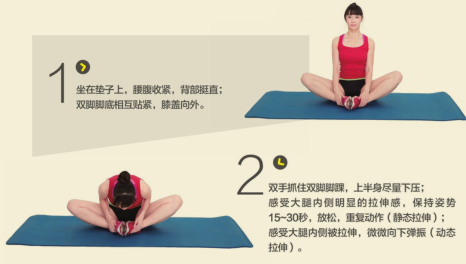 1
坐在垫子上，腰腹收紧，背部挺直；
双脚脚底相互贴紧，膝盖向外。
2
双手抓住双脚脚踝，上半身尽量下压；
感受大腿内侧明显的拉伸感，保持姿势
15~30秒，放松，重复动作（静态拉伸）；
感受大腿内侧被拉伸，微微向下弹振（动态
拉伸）。